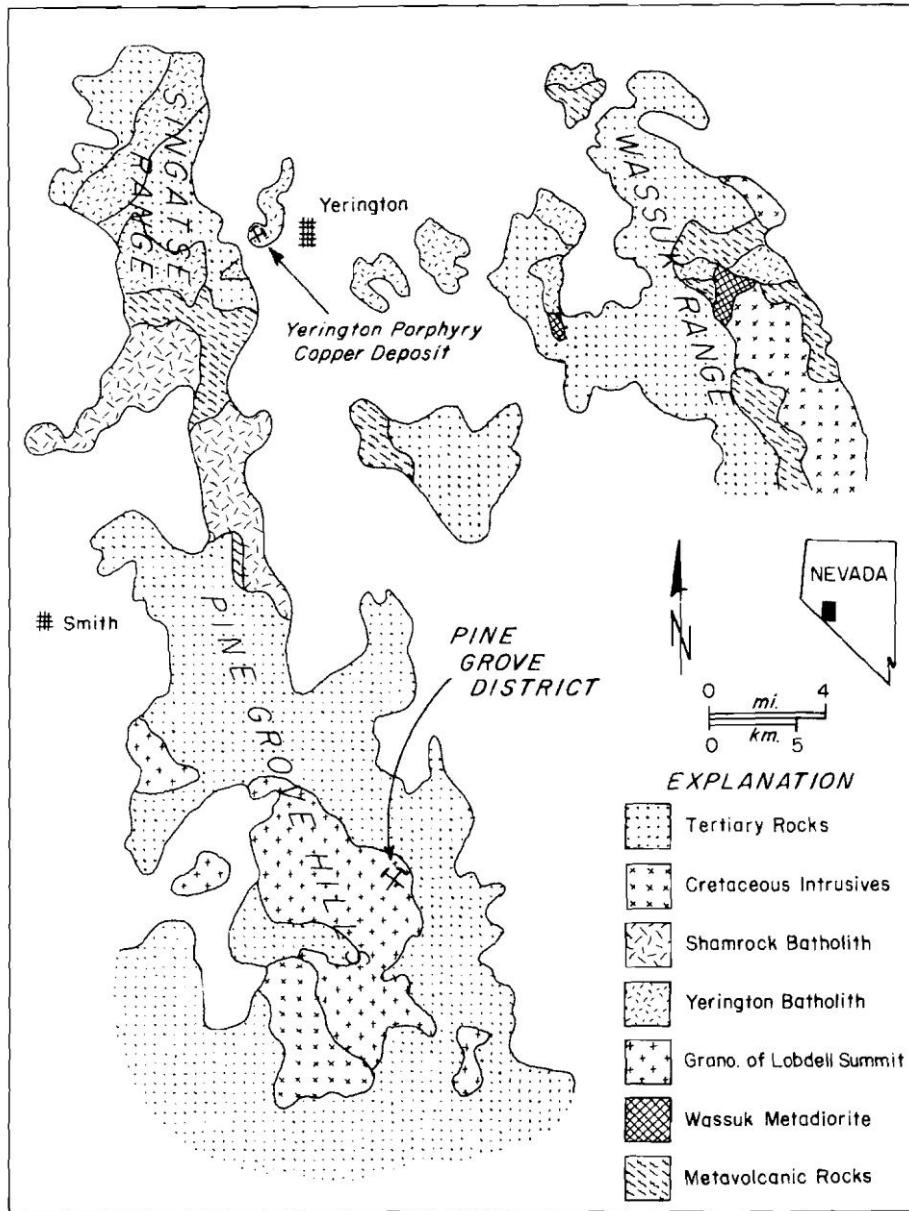 SINGATSE
RANGE
WASSUK RANGE
Yerington
Yerington Porphyry
Copper Deposit
Smith
PINE GROVE HILLS
PINE
GROVE
DISTRICT
N
NEVADA
0 4
mi.
km.
0 5
EXPLANATION
Tertiary Rocks
Cretaceous Intrusives
Shamrock Batholith
Yerington Batholith
Grano. of Lobdell Summit
Wassuk Metadiorite
Metavolcanic Rocks